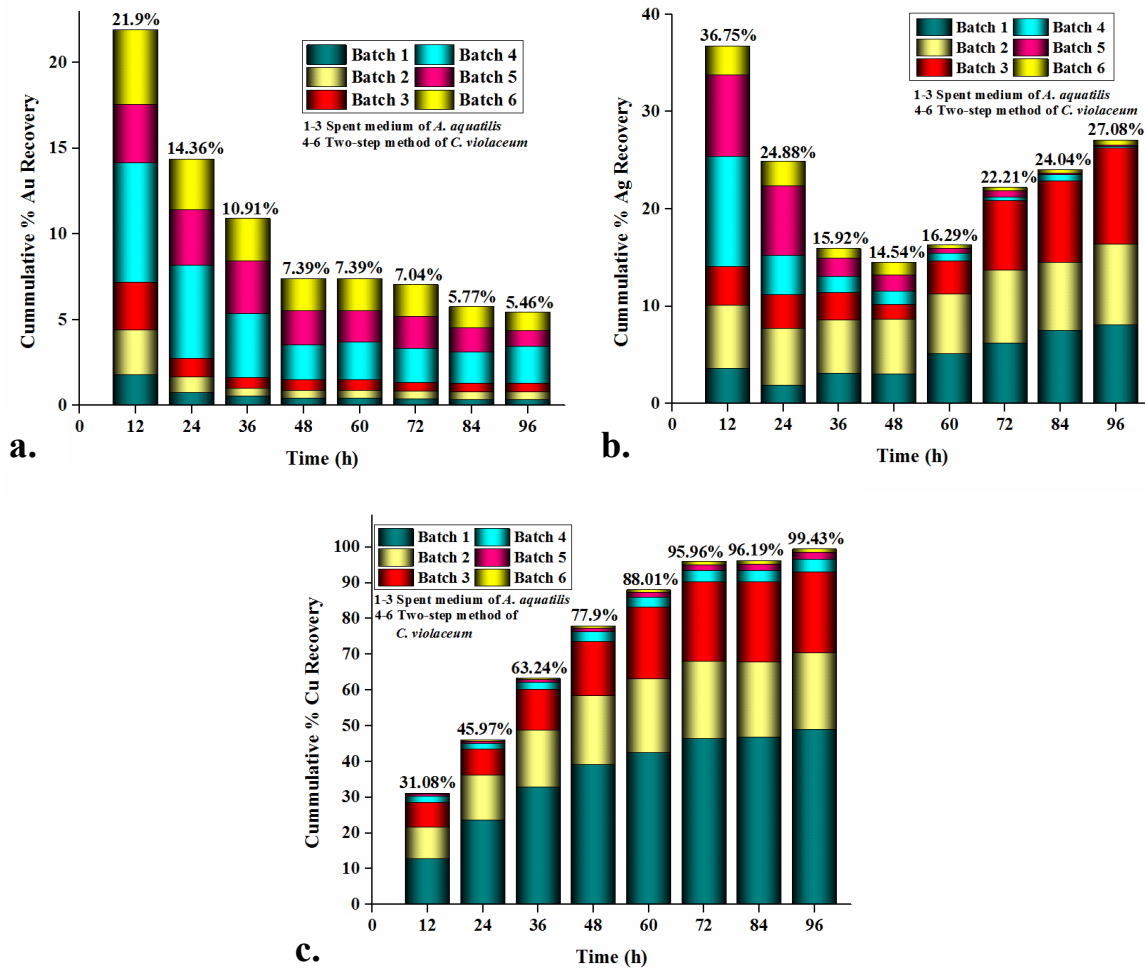 21.9%
20
15
10
5
0
Cummulative % Au Recovery
Batch 1 Batch 4
Batch 2 Batch 5
Batch 3 Batch 6
1-3 Spent medium of A. aquatilis
4-6 Two-step method of C. violaceum
14.36%
10.91%
7.39%
7.39%
7.04%
5.77%
5.46%
0 12 24 36 48 60 72 84 96
Time (h)
a.
40
30
20
10
0
Cummulative % Ag Recovery
36.75%
Batch 1 Batch 4
Batch 2 Batch 5
Batch 3 Batch 6
1-3 Spent medium of A. aquatilis
4-6 Two-step method of C. violaceum
24.88%
15.92%
14.54%
16.29%
22.21%
24.04%
27.08%
0 12 24 36 48 60 72 84 96
Time (h)
b.
100
90
80
70
60
50
40
30
20
10
0
Cummulative % Cu Recovery
Batch 1 Batch 4
Batch 2 Batch 5
Batch 3 Batch 6
1-3 Spent medium of A. aquatilis
4-6 Two-step method of
C. violaceum
31.08%
45.97%
63.24%
77.9%
88.01%
95.96%
96.19%
99.43%
0 12 24 36 48 60 72 84 96
Time (h)
c.